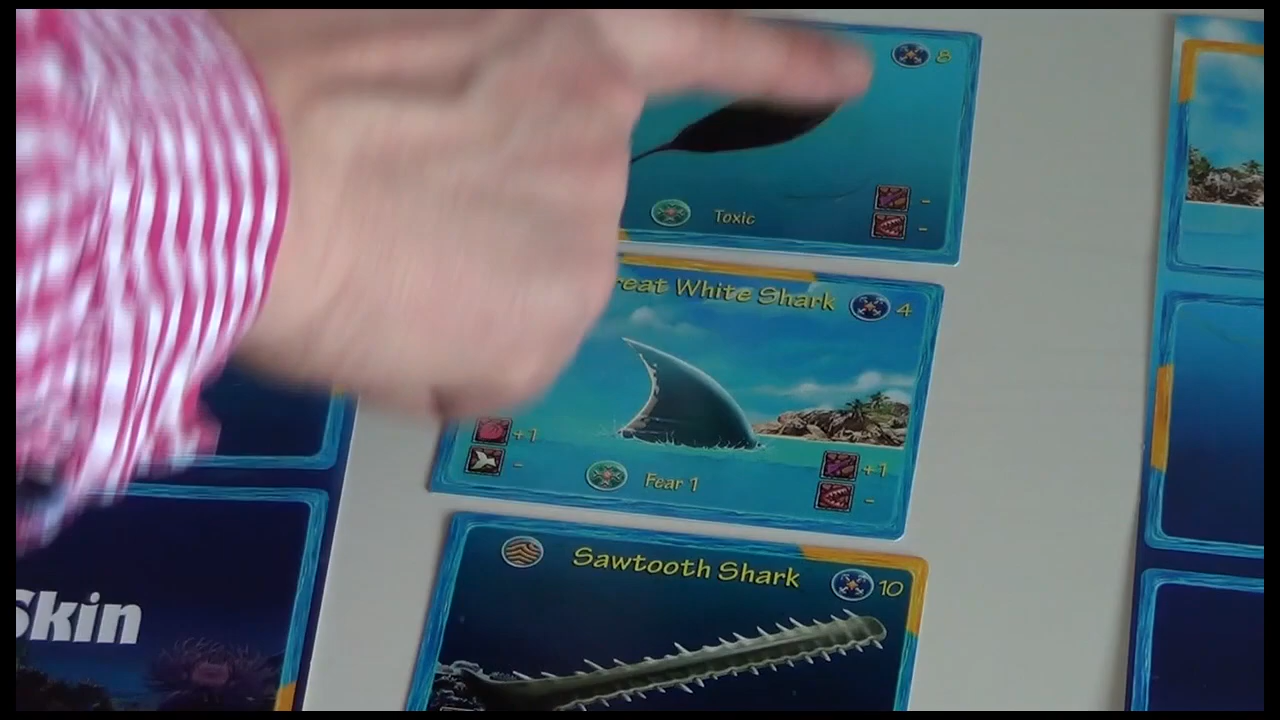 8
Toxic
-
-
reat White Shark 4
+1
-
Fear 1
+1
-
Sawtooth Shark 10
Skin